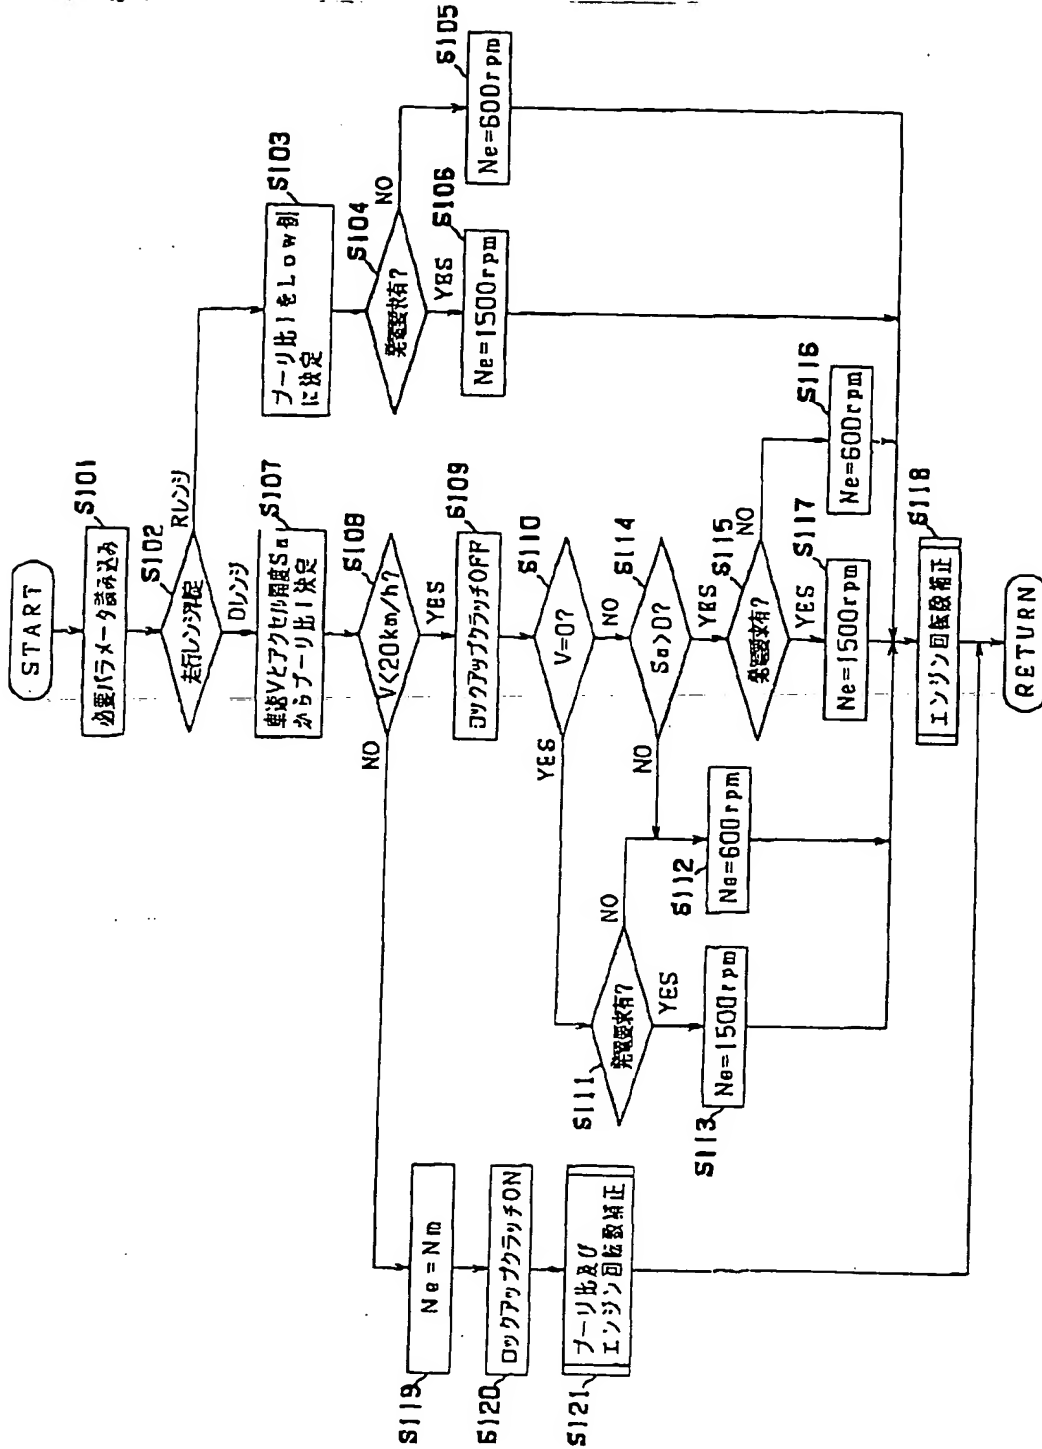 START
必要パラメータ読み込み
S101
走行レンジ判定
S102
Rレンジ
Dレンジ
プーリ比IをLow側
に決定
S103
発電要求有?
S104
NO
YES
Ne=600rpm
S105
Ne=1500rpm
S106
車速Vとアクセル開度Sa
からプーリ比I決定
S107
V<20km/h?
S108
NO
YES
ロックアップクラッチOFF
S109
V=0?
S110
YES
NO
発電要求有?
S111
NO
YES
Ne=600rpm
S112
Ne=1500rpm
S113
Sa>0?
S114
NO
YES
発電要求有?
S115
NO
YES
Ne=600rpm
S116
Ne=1500rpm
S117
エンジン回転数補正
S118
Ne=Nm
S119
ロックアップクラッチON
S120
プーリ比及び
エンジン回転数補正
S121
RETURN